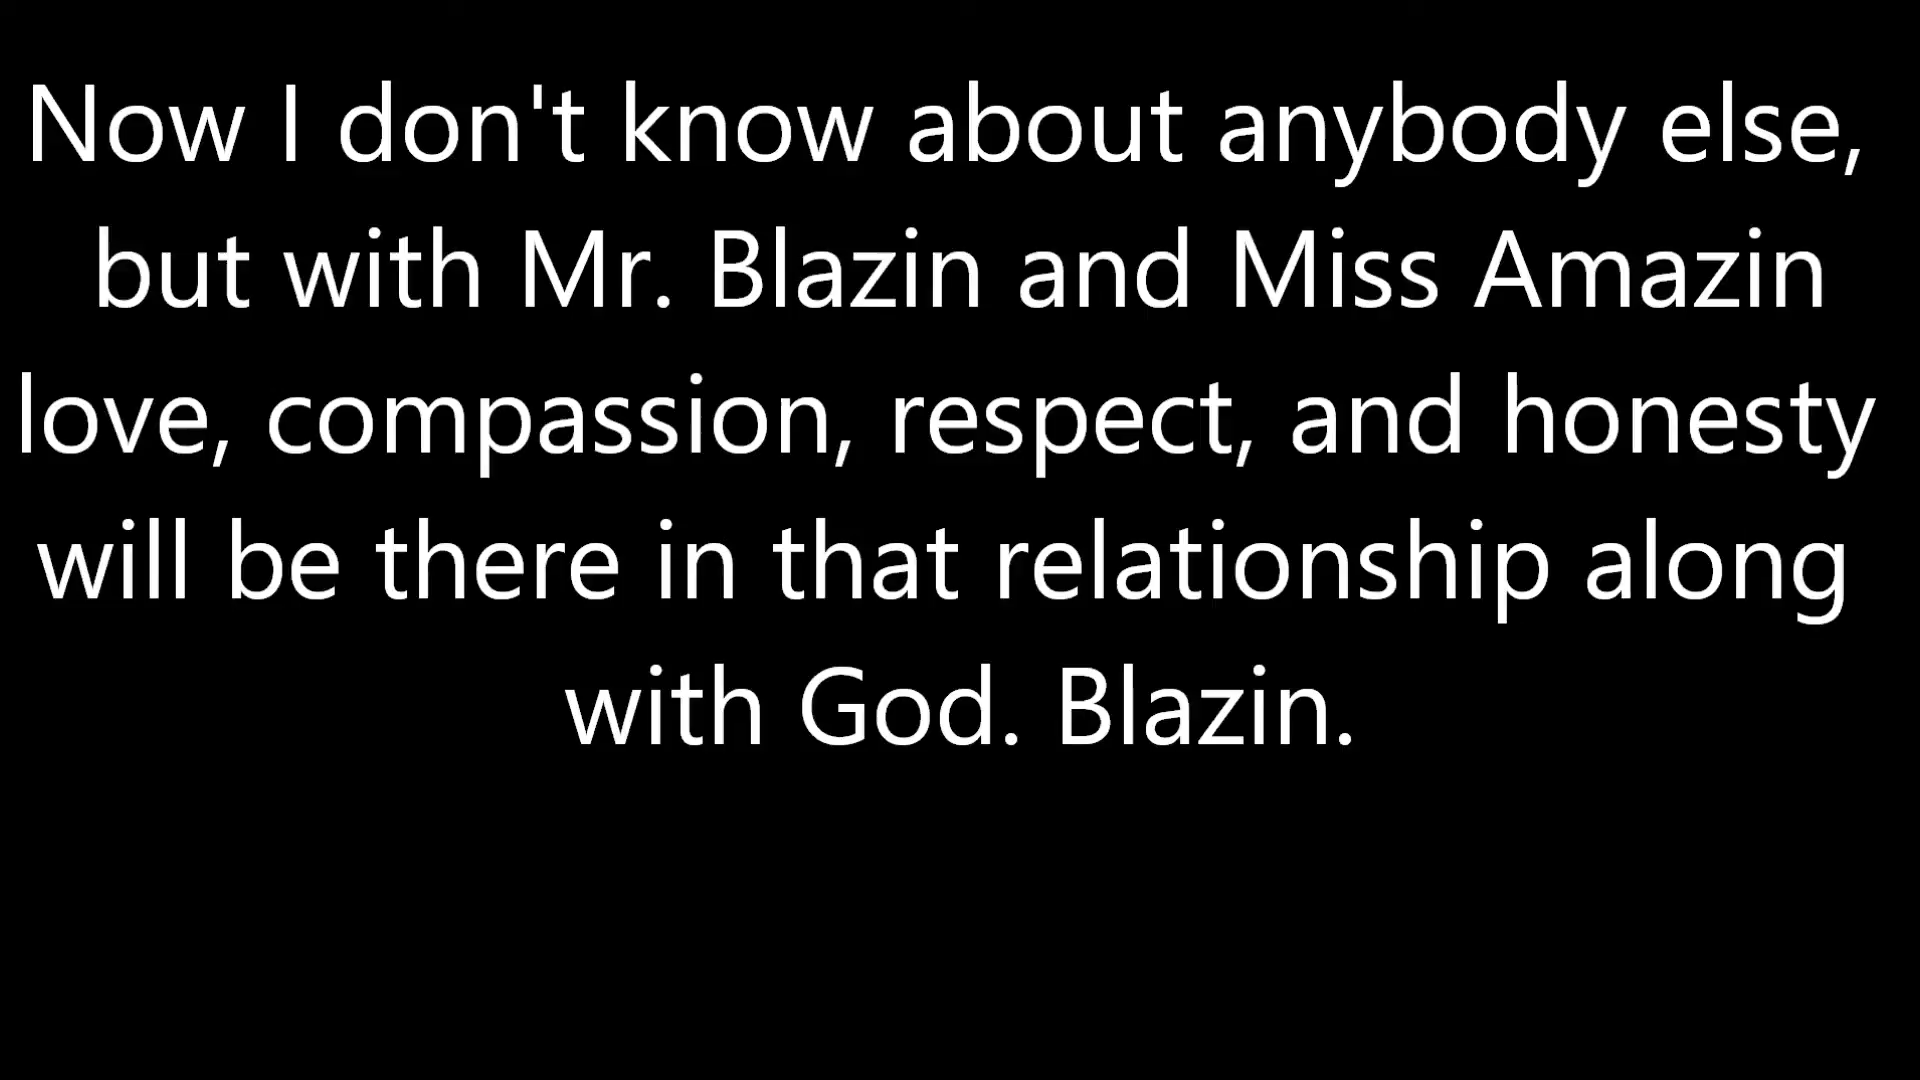 Now I don't know about anybody else,
but with Mr. Blazin and Miss Amazin
love, compassion, respect, and honesty
will be there in that relationship along
with God. Blazin.